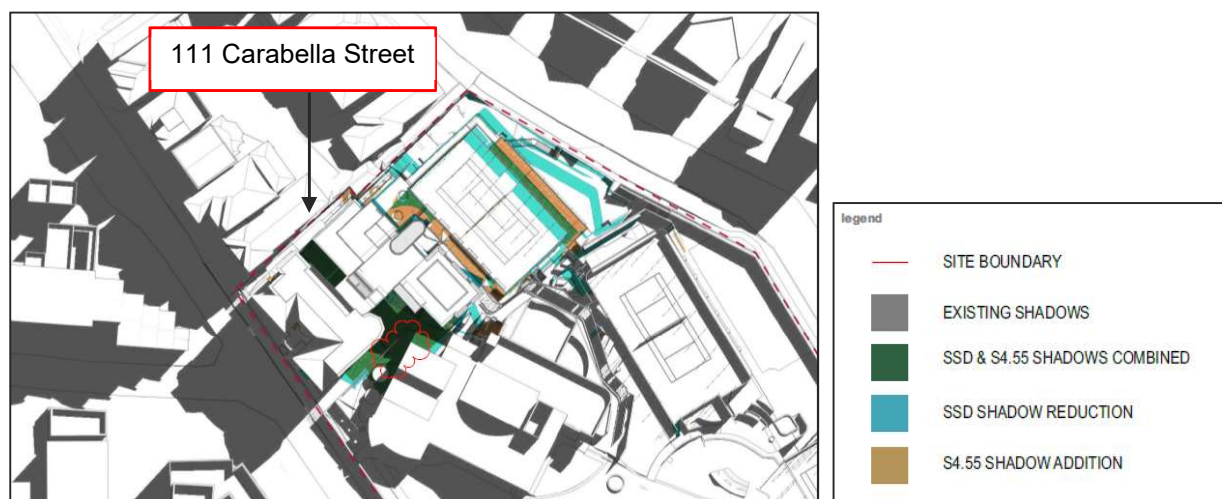 111 Carabella Street
legend
SITE BOUNDARY
EXISTING SHADOWS
SSD & S4.55 SHADOWS COMBINED
SSD SHADOW REDUCTION
S4.55 SHADOW ADDITION